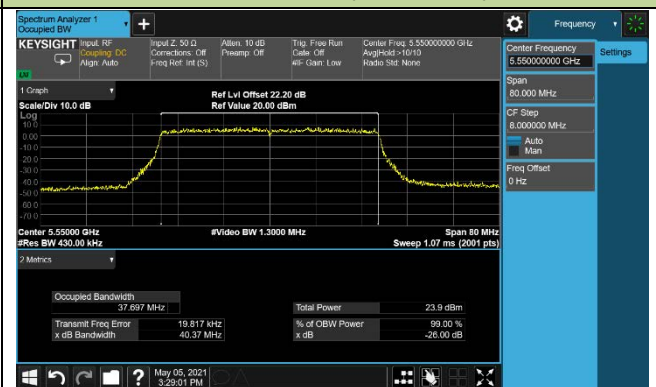 Spectrum Analyzer 1
Occupied BW
+
Frequency
KEYSIGHT
Input: RF
Coupling: DC
Align: Auto
Input Z: 50 Ω
Corrections: Off
Freq Ref: Int (S)
Atten: 10 dB
Preamp: Off
Trig: Free Run
Gate: Off
#IF Gain: Low
Center Freq: 5.550000000 GHz
Avg|Hold:>10/10
Radio Std: None
Center Frequency
5.550000000 GHz
Settings
Span
80.000 MHz
CF Step
8.000000 MHz
Auto
Man
Freq Offset
0 Hz
1 Graph
Scale/Div 10.0 dB
Ref Lvl Offset 22.20 dB
Ref Value 20.00 dBm
Log
10.0
0.00
-10.0
-20.0
-30.0
-40.0
-50.0
-60.0
-70.0
Center 5.55000 GHz
#Video BW 1.3000 MHz
Span 80 MHz
#Res BW 430.00 kHz
Sweep 1.07 ms (2001 pts)
2 Metrics
Occupied Bandwidth
37.697 MHz
Total Power
23.9 dBm
Transmit Freq Error
19.817 kHz
% of OBW Power
99.00 %
x dB Bandwidth
40.37 MHz
x dB
-26.00 dB
?
May 05, 2021
3:29:01 PM